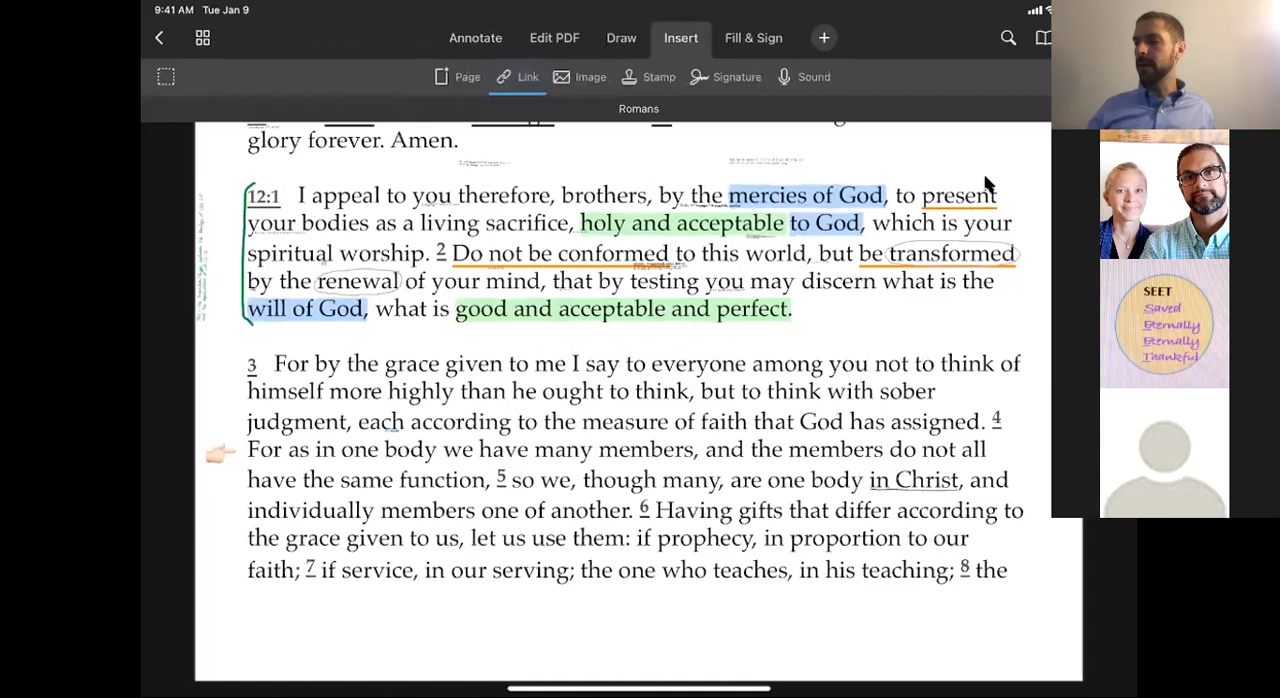 9:41 AM Tue Jan 9
Annotate Edit PDF Draw Insert Fill & Sign
Page Link Image Stamp Signature Sound
Romans
glory forever. Amen.
12:1 I appeal to you therefore, brothers, by the mercies of God, to present
your bodies as a living sacrifice, holy and acceptable to God, which is your
spiritual worship. 2 Do not be conformed to this world, but be transformed
by the renewal of your mind, that by testing you may discern what is the
will of God, what is good and acceptable and perfect.
3 For by the grace given to me I say to everyone among you not to think of
himself more highly than he ought to think, but to think with sober
judgment, each according to the measure of faith that God has assigned. 4
For as in one body we have many members, and the members do not all
have the same function, 5 so we, though many, are one body in Christ, and
individually members one of another. 6 Having gifts that differ according to
the grace given to us, let us use them: if prophecy, in proportion to our
faith; 7 if service, in our serving; the one who teaches, in his teaching; 8 the
SEET
Saved
Eternally
Eternally
Thankful